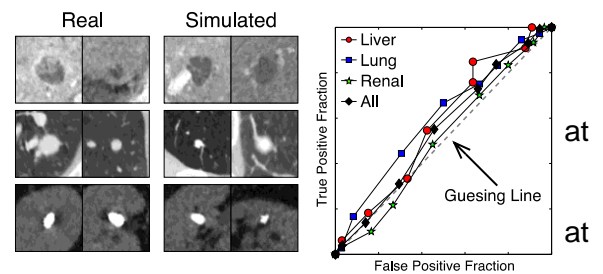 Real Simulated
Liver
Lung
Renal
All
True Positive Fraction
Guesing Line
False Positive Fraction
at
at